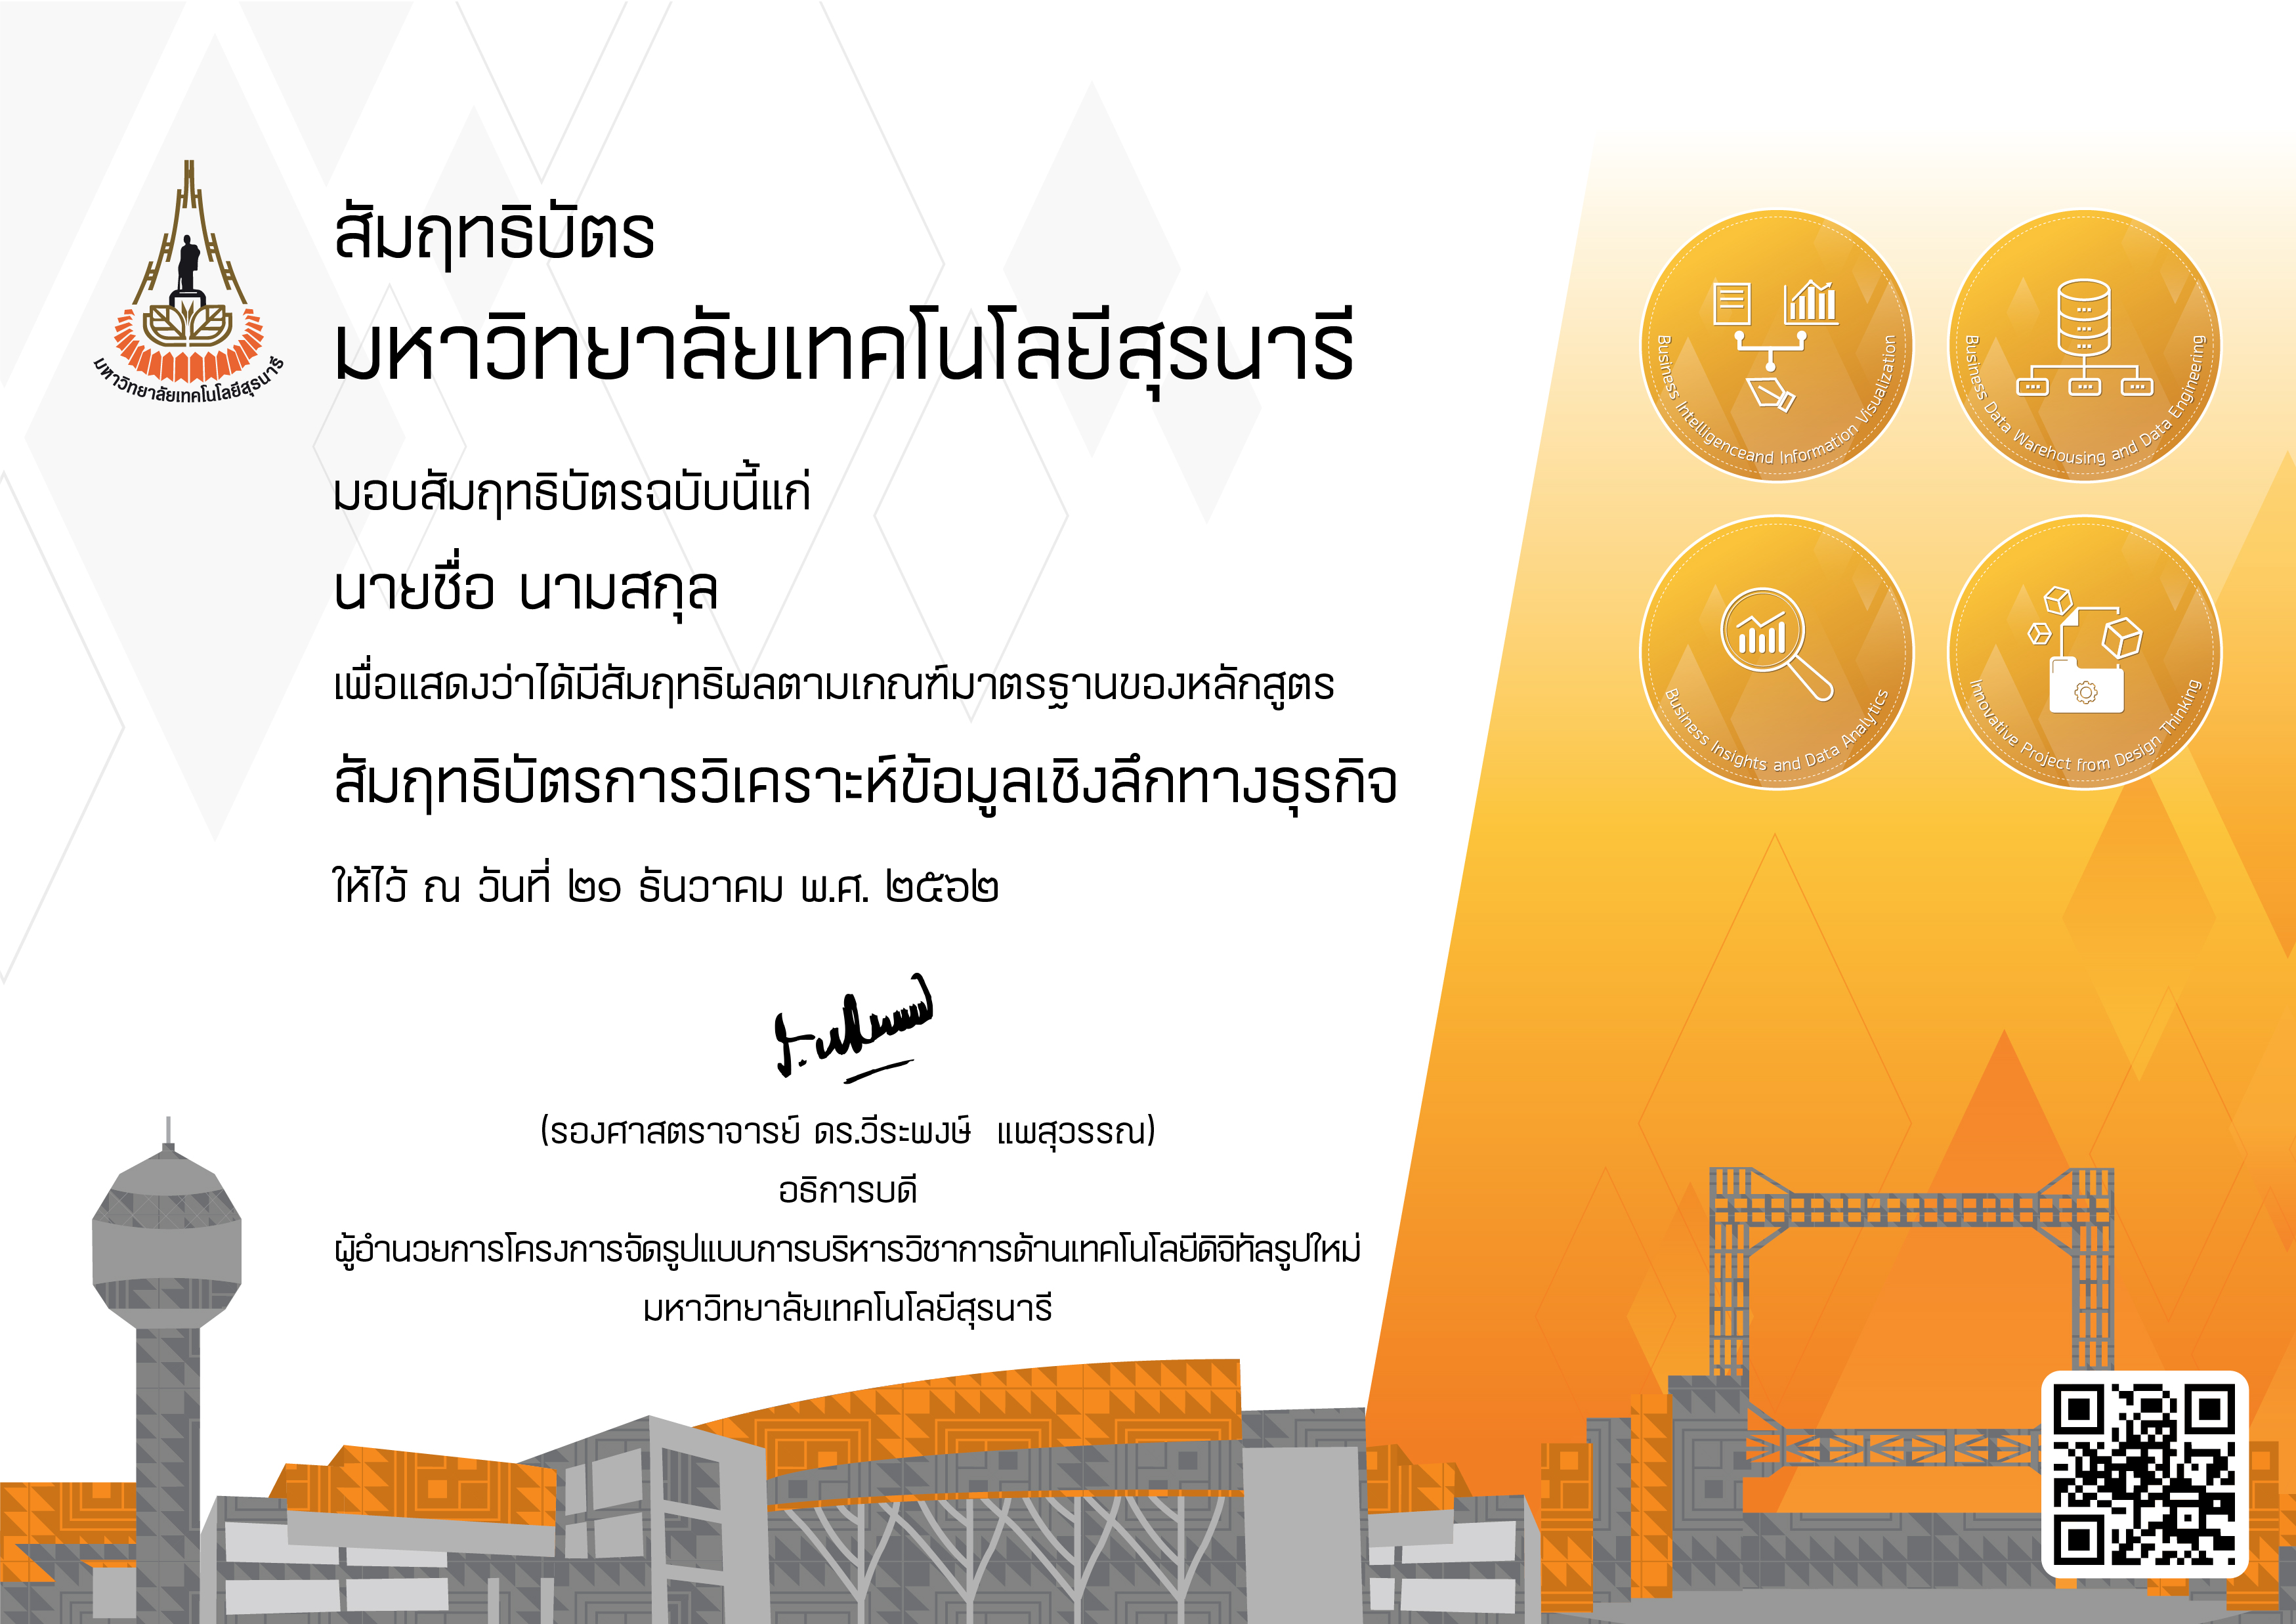 มหาวิทยาลัยเทคโนโลยีสุรนารี
สัมฤทธิบัตร
มหาวิทยาลัยเทคโนโลยีสุรนารี
มอบสัมฤทธิบัตรฉบับนี้แก่
นายชื่อ นามสกุล
เพื่อแสดงว่าได้มีสัมฤทธิผลตามเกณฑ์มาตรฐานของหลักสูตร
สัมฤทธิบัตรการวิเคราะห์ข้อมูลเชิงลึกทางธุรกิจ
ให้ไว้ ณ วันที่ ๒๑ ธันวาคม พ.ศ. ๒๕๖๒
(รองศาสตราจารย์ ดร.วีระพงษ์ แพสุวรรณ)
อธิการบดี
ผู้อำนวยการโครงการจัดรูปแบบการบริหารวิชาการด้านเทคโนโลยีดิจิทัลรูปใหม่
มหาวิทยาลัยเทคโนโลยีสุรนารี
Business Intelligenceand Information Visualization
Business Data Warehousing and Data Engineering
Business Insights and Data Analytics
Innovative Project from Design Thinking